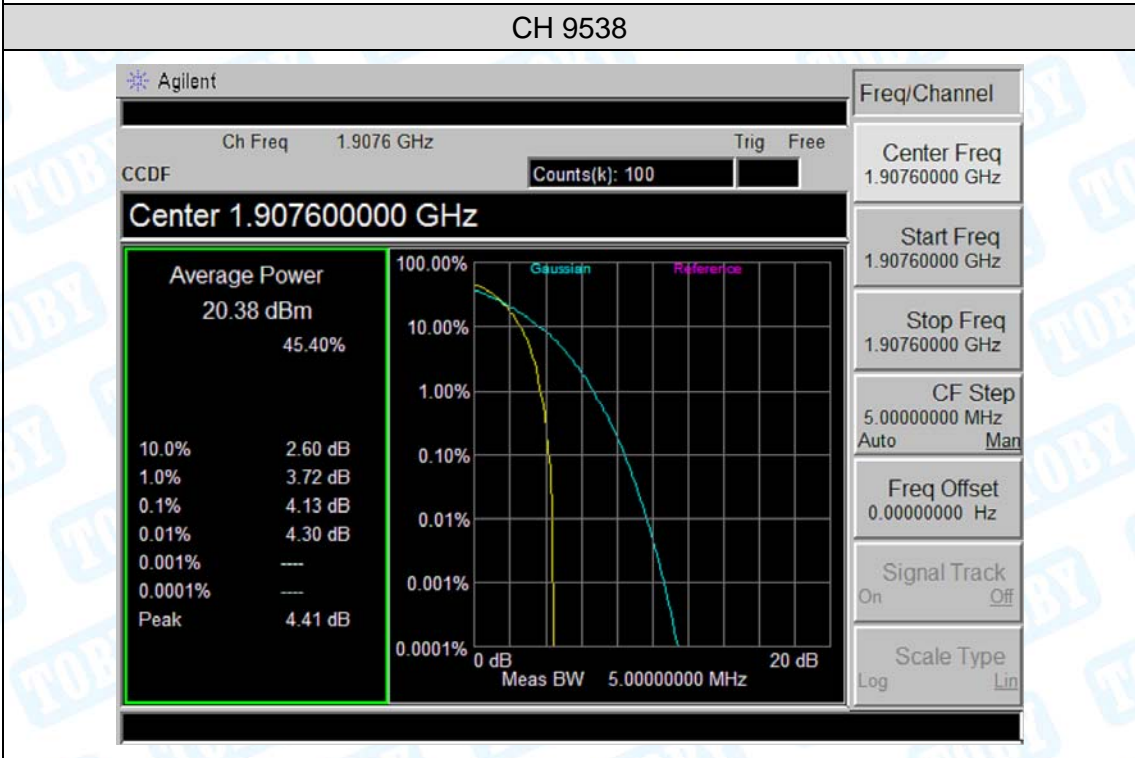 CH 9538
Agilent
Freq/Channel
Ch Freq 1.9076 GHz Trig Free
CCDF Counts(k): 100
Center 1.907600000 GHz
Average Power
20.38 dBm
45.40%
10.0% 2.60 dB
1.0% 3.72 dB
0.1% 4.13 dB
0.01% 4.30 dB
0.001% ----
0.0001% ----
Peak 4.41 dB
Gaussian Reference
100.00%
10.00%
1.00%
0.10%
0.01%
0.001%
0.0001%
0 dB 20 dB
Meas BW 5.00000000 MHz
Center Freq
1.90760000 GHz
Start Freq
1.90760000 GHz
Stop Freq
1.90760000 GHz
CF Step
5.00000000 MHz
Auto Man
Freq Offset
0.00000000 Hz
Signal Track
On Off
Scale Type
Log Lin
TOBY